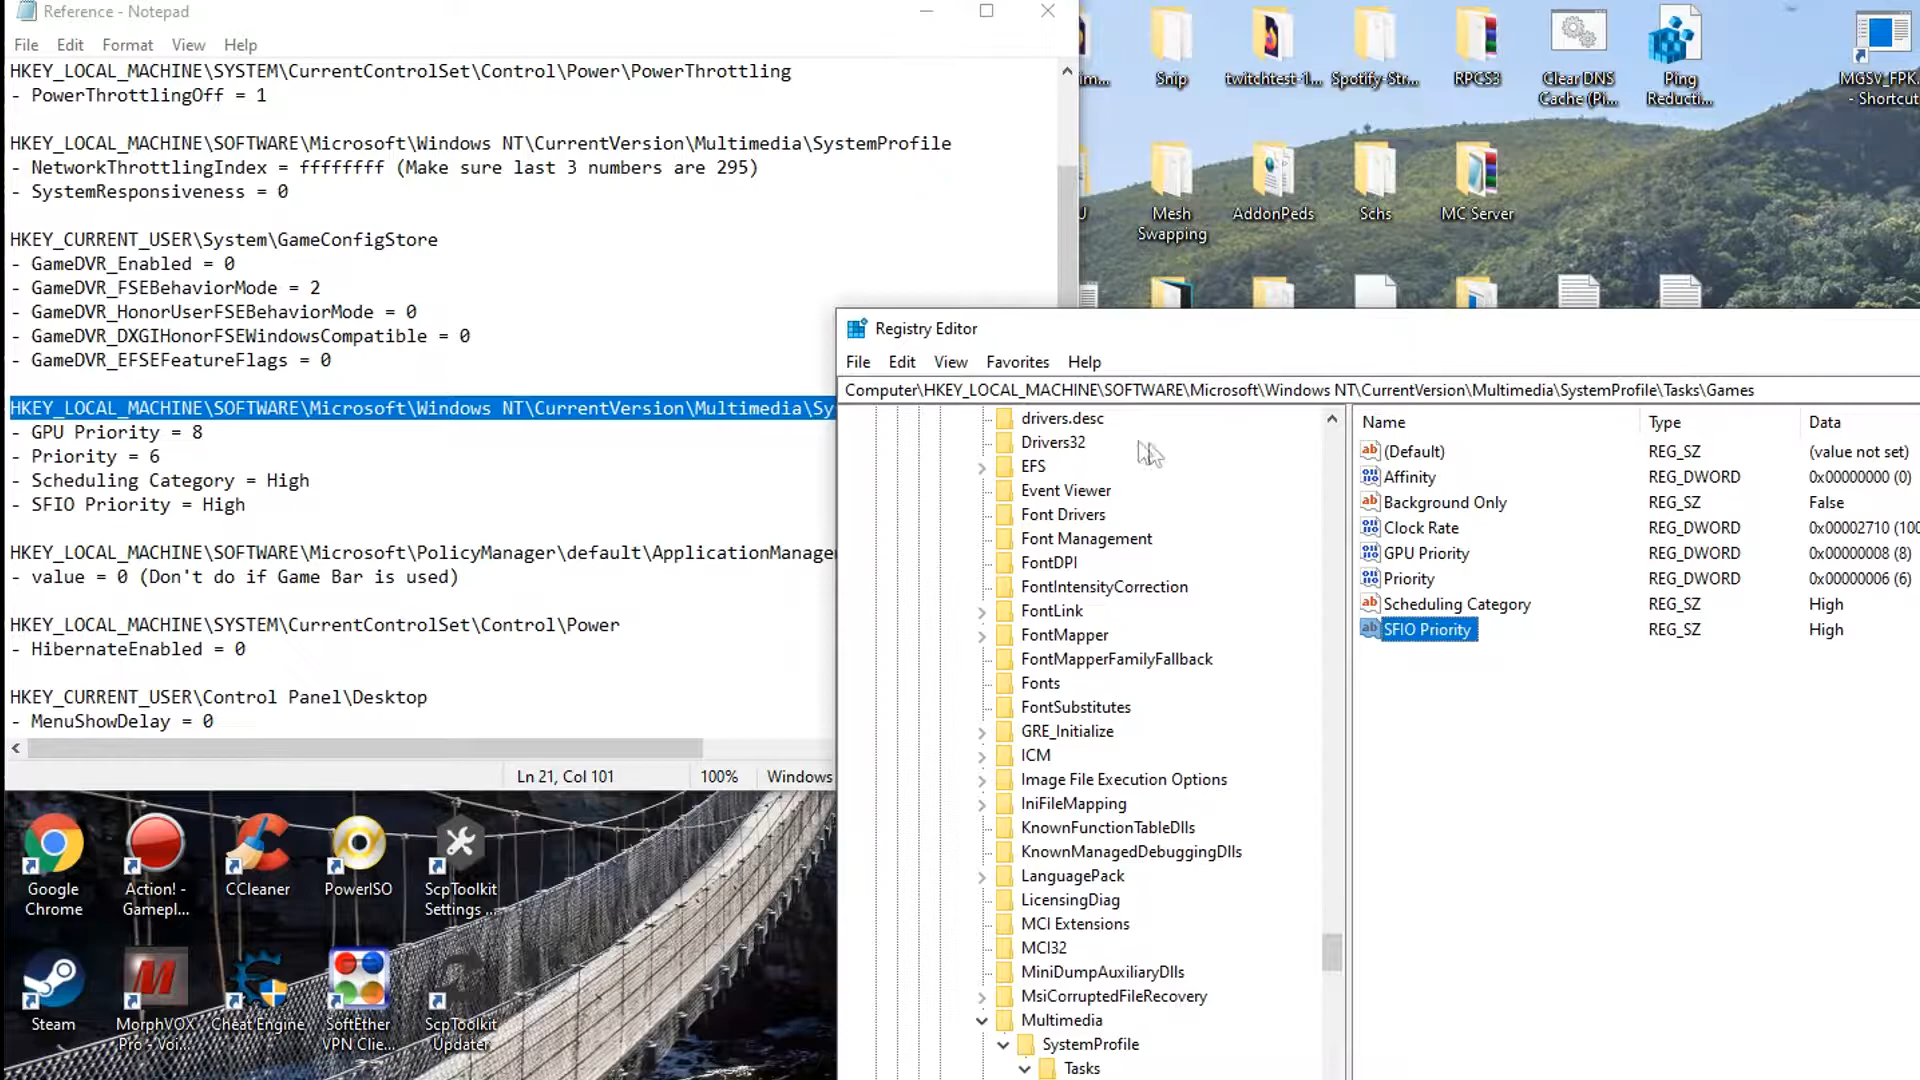 Reference - Notepad
File Edit Format View Help
HKEY_LOCAL_MACHINE\SYSTEM\CurrentControlSet\Control\Power\PowerThrottling
- PowerThrottlingOff = 1
HKEY_LOCAL_MACHINE\SOFTWARE\Microsoft\Windows NT\CurrentVersion\Multimedia\SystemProfile
- NetworkThrottlingIndex = ffffffff (Make sure last 3 numbers are 295)
- SystemResponsiveness = 0
HKEY_CURRENT_USER\System\GameConfigStore
- GameDVR_Enabled = 0
- GameDVR_FSEBehaviorMode = 2
- GameDVR_HonorUserFSEBehaviorMode = 0
- GameDVR_DXGIHonorFSEWindowsCompatible = 0
- GameDVR_EFSEFeatureFlags = 0
HKEY_LOCAL_MACHINE\SOFTWARE\Microsoft\Windows NT\CurrentVersion\Multimedia\Sy
- GPU Priority = 8
- Priority = 6
- Scheduling Category = High
- SFIO Priority = High
HKEY_LOCAL_MACHINE\SOFTWARE\Microsoft\PolicyManager\default\ApplicationManage
- value = 0 (Don't do if Game Bar is used)
HKEY_LOCAL_MACHINE\SYSTEM\CurrentControlSet\Control\Power
- HibernateEnabled = 0
HKEY_CURRENT_USER\Control Panel\Desktop
- MenuShowDelay = 0
Ln 21, Col 101 100% Windows
Snip twitchtest-1... Spotify-Str... RPCS3 Clear DNS Ping MGSV_FPK.
Cache (Pi... Reducti... - Shortcut
Mesh AddonPeds Schs MC Server
Swapping
Registry Editor
File Edit View Favorites Help
Computer\HKEY_LOCAL_MACHINE\SOFTWARE\Microsoft\Windows NT\CurrentVersion\Multimedia\SystemProfile\Tasks\Games
drivers.desc
Drivers32
EFS
Event Viewer
Font Drivers
Font Management
FontDPI
FontIntensityCorrection
FontLink
FontMapper
FontMapperFamilyFallback
Fonts
FontSubstitutes
GRE_Initialize
ICM
Image File Execution Options
IniFileMapping
KnownFunctionTableDlls
KnownManagedDebuggingDlls
LanguagePack
LicensingDiag
MCI Extensions
MCI32
MiniDumpAuxiliaryDlls
MsiCorruptedFileRecovery
Multimedia
SystemProfile
Tasks
Name Type Data
(Default) REG_SZ (value not set)
Affinity REG_DWORD 0x00000000 (0)
Background Only REG_SZ False
Clock Rate REG_DWORD 0x00002710 (100
GPU Priority REG_DWORD 0x00000008 (8)
Priority REG_DWORD 0x00000006 (6)
Scheduling Category REG_SZ High
SFIO Priority REG_SZ High
Google Action! - CCleaner PowerISO ScpToolkit
Chrome Gamepl... Settings ...
Steam MorphVOX Cheat Engine SoftEther ScpToolkit
Pro - Voi... VPN Clie... Updater